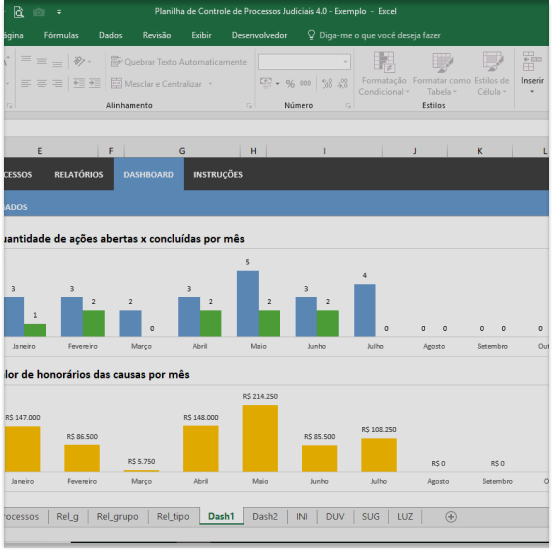 Planilha de Controle de Processos Judiciais 4.0 - Exemplo - Excel
ágina Fórmulas Dados Revisão Exibir Desenvolvedor Diga-me o que você deseja fazer
Quebrar Texto Automaticamente
Mesclar e Centralizar % 000
Formatação Condicional Formatar como Tabela Estilos de Célula Inserir
Alinhamento Número Estilos
E F G H I J K L
CESSOS RELATÓRIOS DASHBOARD INSTRUÇÕES
GADOS
uantidade de ações abertas x concluídas por mês
3 1 3 2 2 0 3 2 5 2 3 2 4 0 0 0 0 0 0
Janeiro Fevereiro Março Abril Maio Junho Julho Agosto Setembro Out
alor de honorários das causas por mês
R$ 147.000 R$ 86.500 R$ 5.750 R$ 148.000 R$ 214.250 R$ 85.500 R$ 108.250 R$ 0 R$ 0
Janeiro Fevereiro Março Abril Maio Junho Julho Agosto Setembro O
rocessos Rel_g Rel_grupo Rel_tipo Dash1 Dash2 INI DUV SUG LUZ